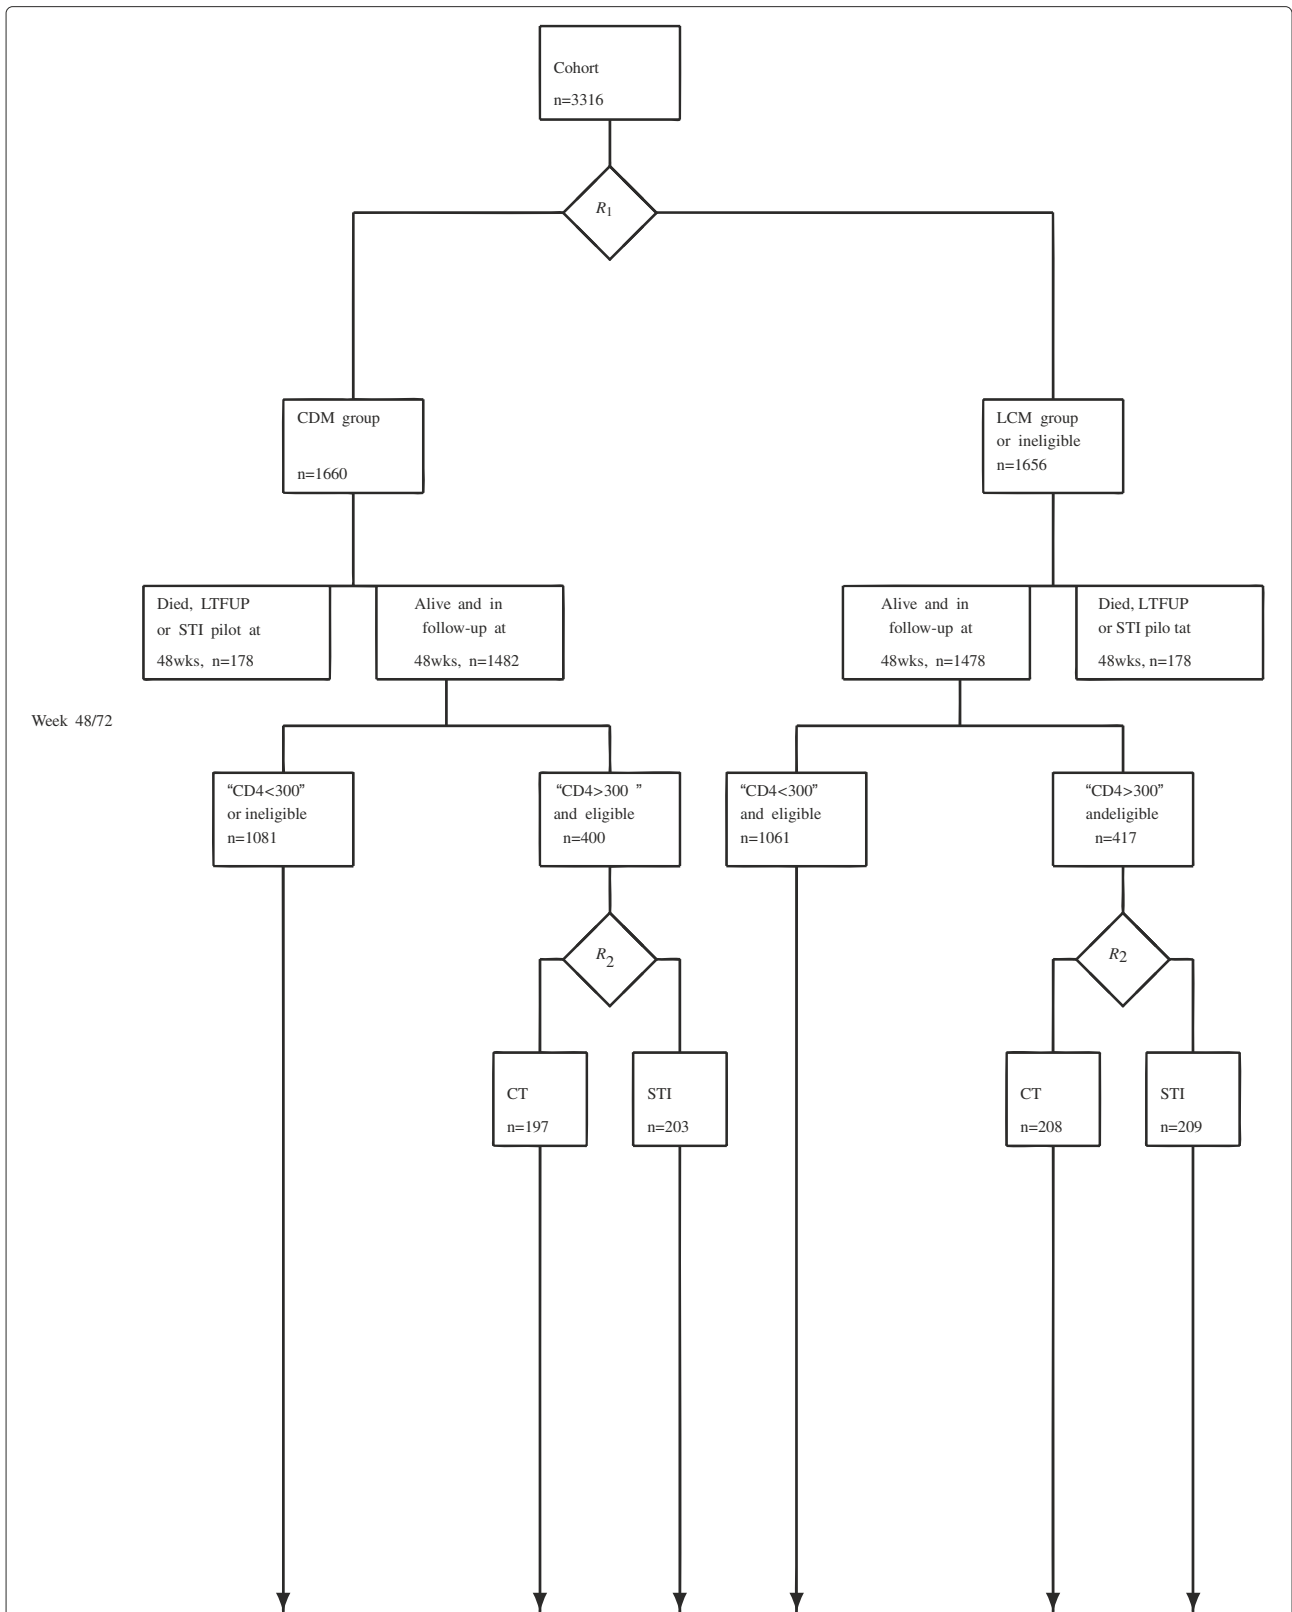 Cohort
n=3316
R1
CDM group
n=1660
LCM group
or ineligible
n=1656
Died, LTFUP
or STI pilot at
48wks, n=178
Alive and in
follow-up at
48wks, n=1482
Alive and in
follow-up at
48wks, n=1478
Died, LTFUP
or STI pilo tat
48wks, n=178
Week 48/72
“CD4<300”
or ineligible
n=1081
“CD4>300 ”
and eligible
n=400
“CD4<300”
and eligible
n=1061
“CD4>300”
andeligible
n=417
R2
R2
CT
n=197
STI
n=203
CT
n=208
STI
n=209